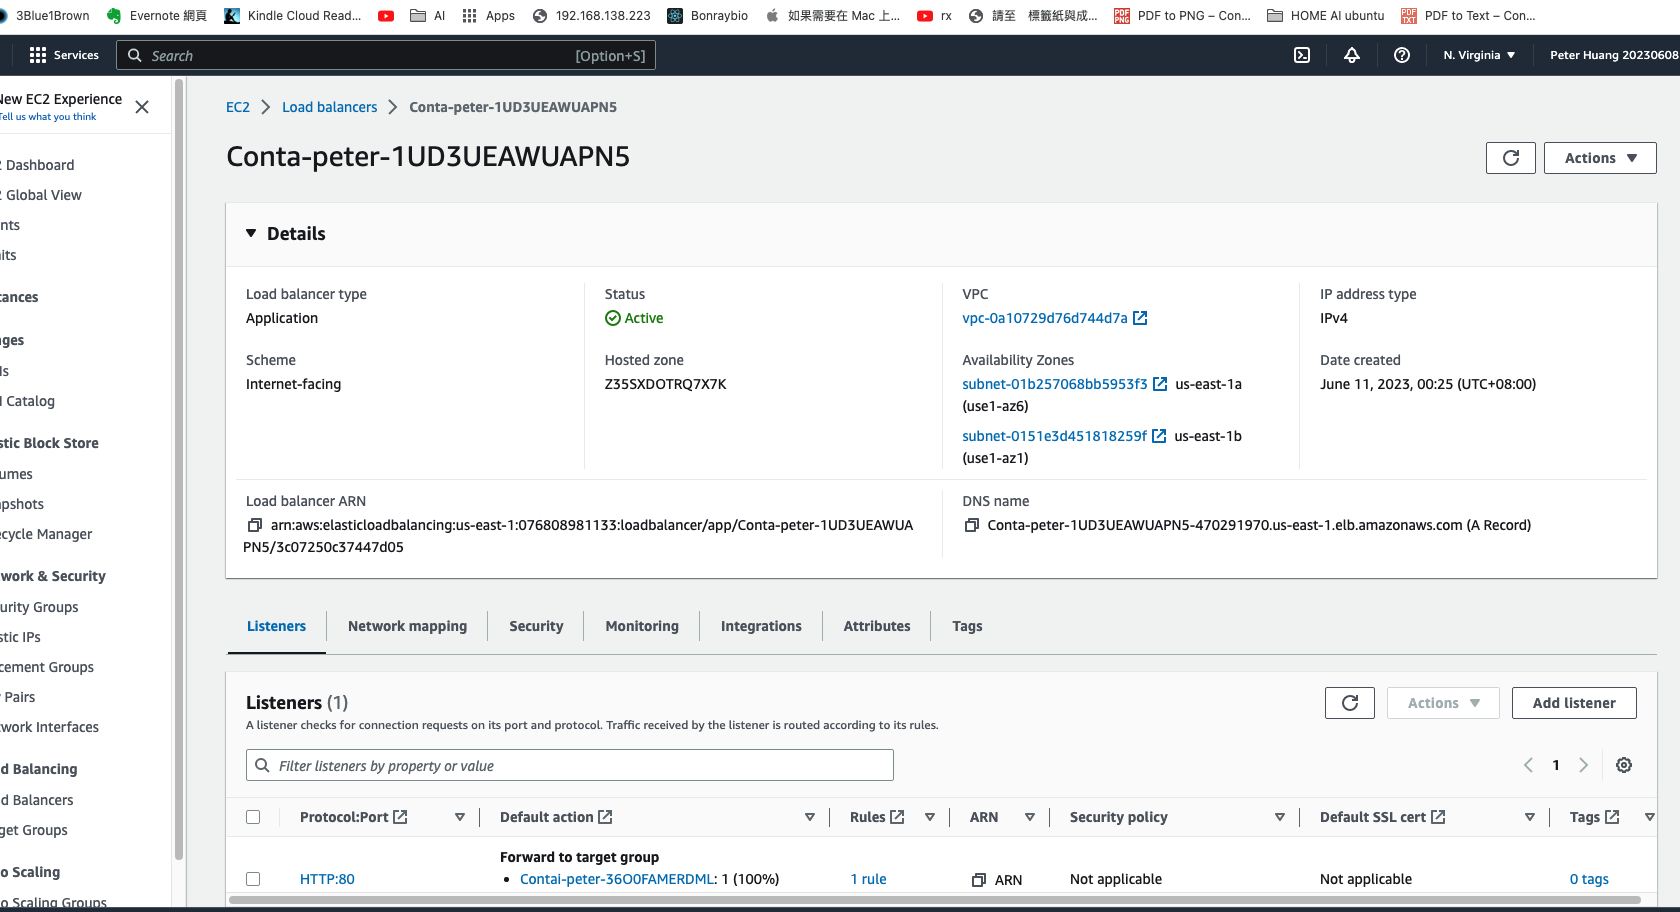 3Blue1Brown Evernote 網頁 Kindle Cloud Read... AI Apps 192.168.138.223 Bonraybio 如果需要在 Mac 上... rx 請至 標籤紙與成... PDF to PNG – Con... HOME AI ubuntu PDF to Text – Con...
Services Search [Option+S] N. Virginia Peter Huang 20230608
New EC2 Experience
Tell us what you think
2 Dashboard
2 Global View
nts
its
tances
ges
Is
I Catalog
stic Block Store
umes
apshots
ecycle Manager
work & Security
urity Groups
stic IPs
cement Groups
Pairs
work Interfaces
d Balancing
d Balancers
get Groups
o Scaling
o Scaling Groups
EC2 Load balancers Conta-peter-1UD3UEAWUAPN5
Conta-peter-1UD3UEAWUAPN5
Actions
Details
Load balancer type
Application
Status
Active
VPC
vpc-0a10729d76d744d7a
IP address type
IPv4
Scheme
Internet-facing
Hosted zone
Z35SXDOTRQ7X7K
Availability Zones
subnet-01b257068bb5953f3 us-east-1a
(use1-az6)
subnet-0151e3d451818259f us-east-1b
(use1-az1)
Date created
June 11, 2023, 00:25 (UTC+08:00)
Load balancer ARN
arn:aws:elasticloadbalancing:us-east-1:076808981133:loadbalancer/app/Conta-peter-1UD3UEAWUA
PN5/3c07250c37447d05
DNS name
Conta-peter-1UD3UEAWUAPN5-470291970.us-east-1.elb.amazonaws.com (A Record)
Listeners Network mapping Security Monitoring Integrations Attributes Tags
Listeners (1)
A listener checks for connection requests on its port and protocol. Traffic received by the listener is routed according to its rules.
Actions Add listener
Filter listeners by property or value
1
Protocol:Port Default action Rules ARN Security policy Default SSL cert Tags
Forward to target group
HTTP:80 • Contai-peter-36O0FAMERDML: 1 (100%) 1 rule ARN Not applicable Not applicable 0 tags